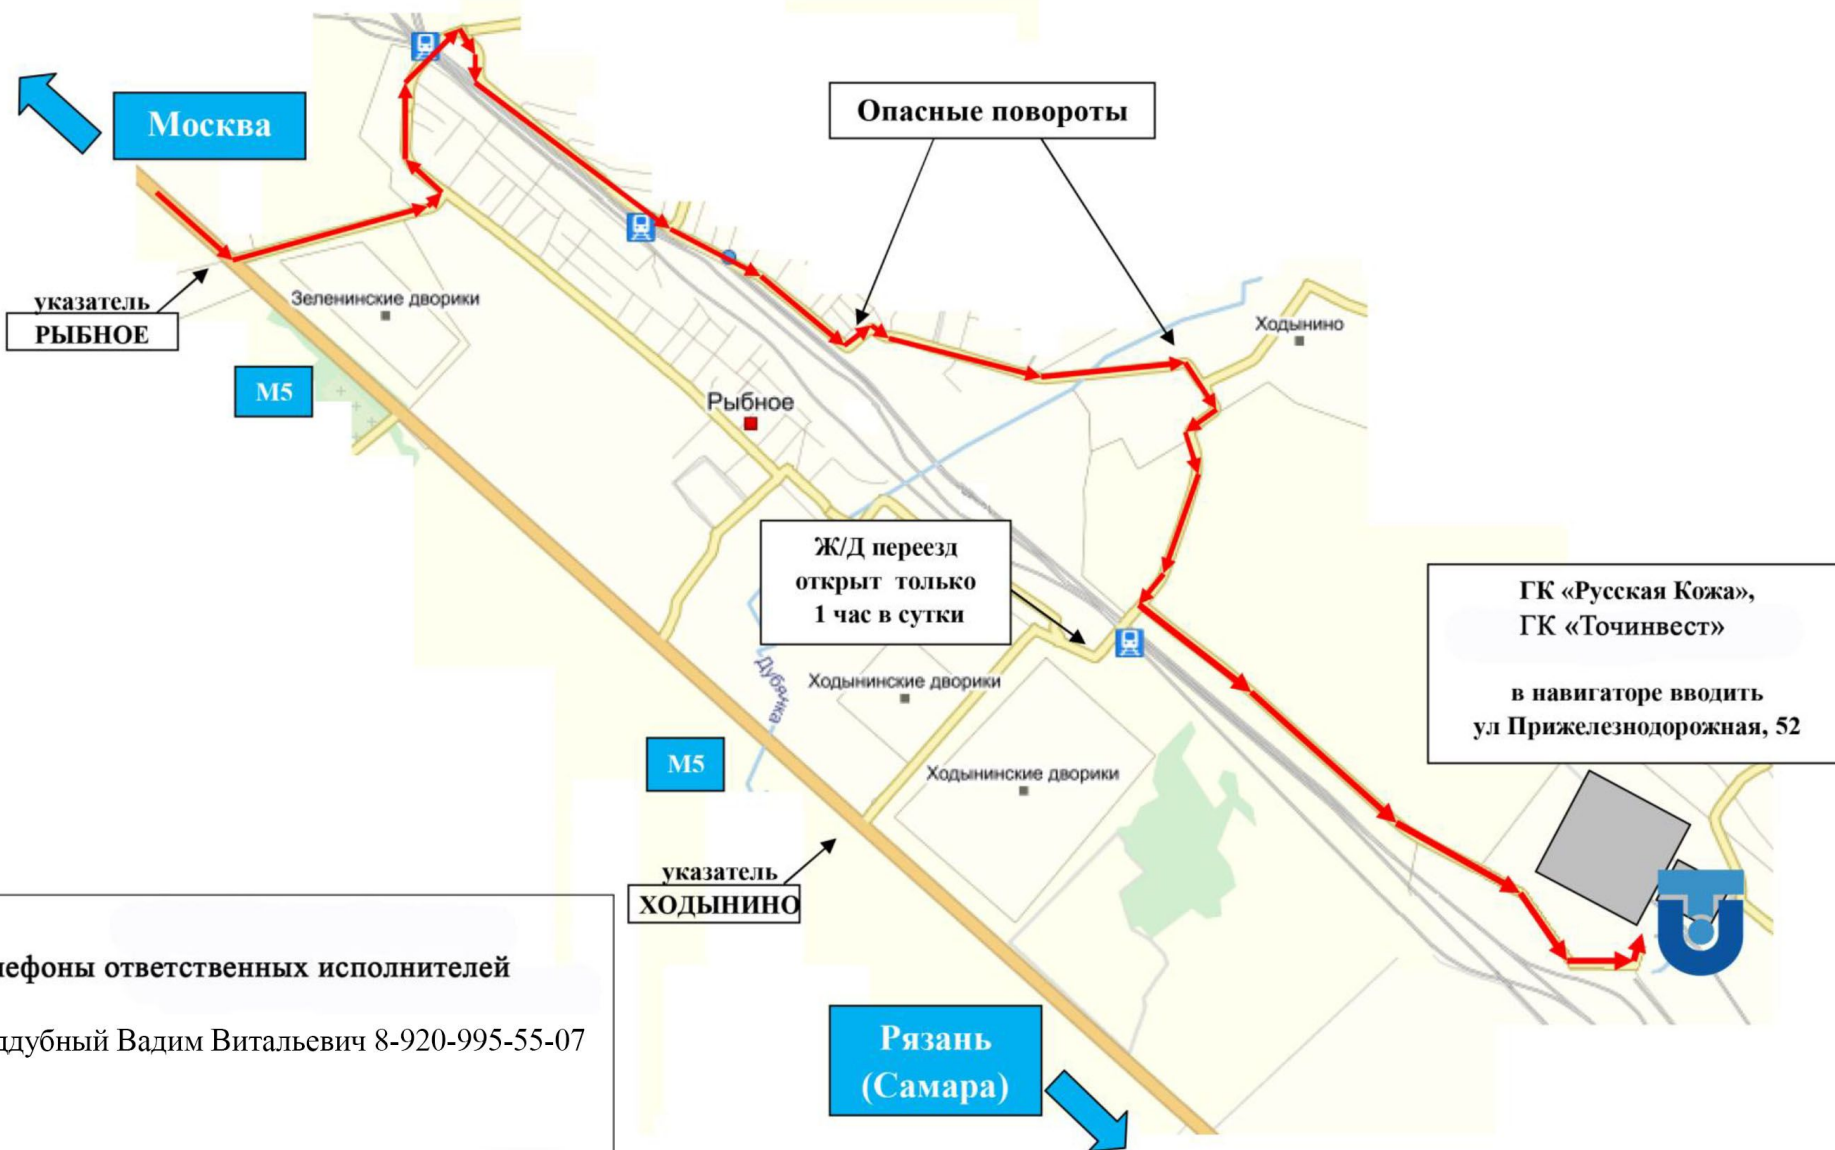 Москва
Опасные повороты
указатель
РЫБНОЕ
Зеленинские дворики
Ходынино
М5
Рыбное
Ж/Д переезд
открыт только
1 час в сутки
ГК «Русская Кожа»,
ГК «Точинвест»
в навигаторе вводить
ул Прижелезнодорожная, 52
Ходынинские дворики
Дубянка
М5
Ходынинские дворики
указатель
ХОДЫНИНО
лефоны ответственных исполнителей
ддубный Вадим Витальевич 8-920-995-55-07
Рязань
(Самара)